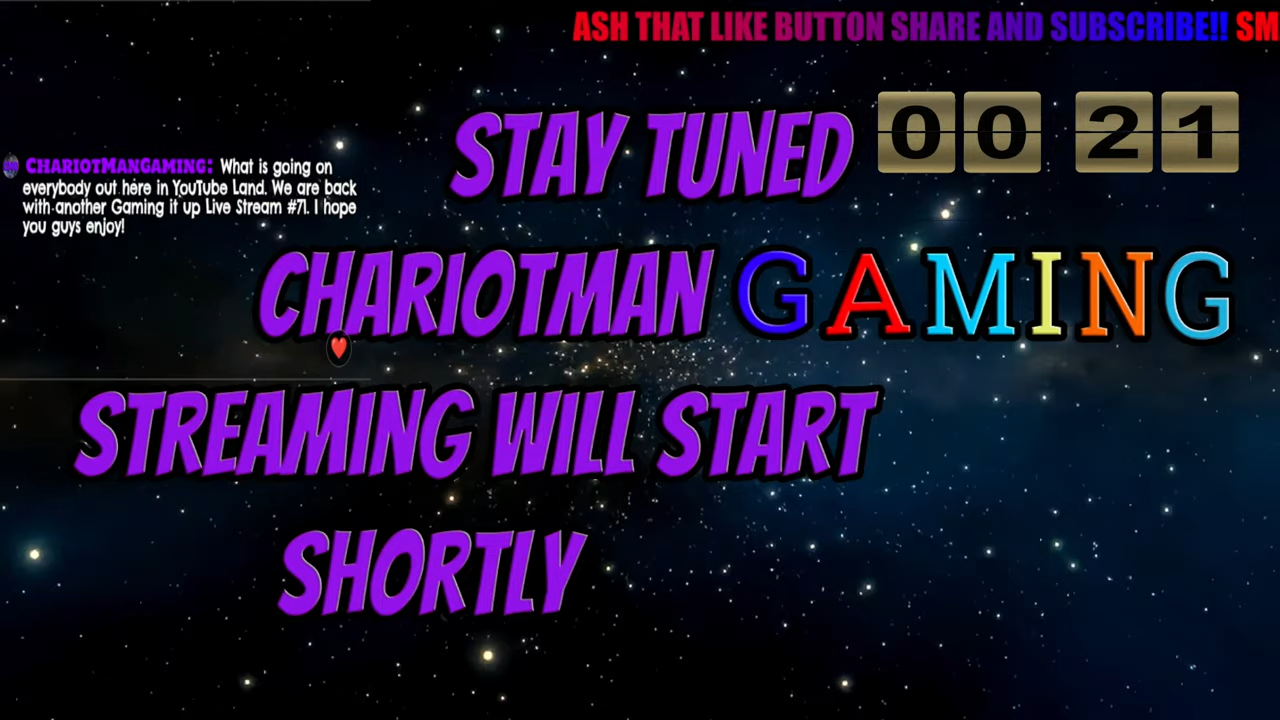 ASH THAT LIKE BUTTON SHARE AND SUBSCRIBE!! SM
STAY TUNED 00 21
CHARIOTMANGAMING: What is going on
everybody out here in YouTube Land. We are back
with another Gaming it up Live Stream #71. I hope
you guys enjoy!
CHARIOTMAN GAMING
STREAMING WILL START
SHORTLY